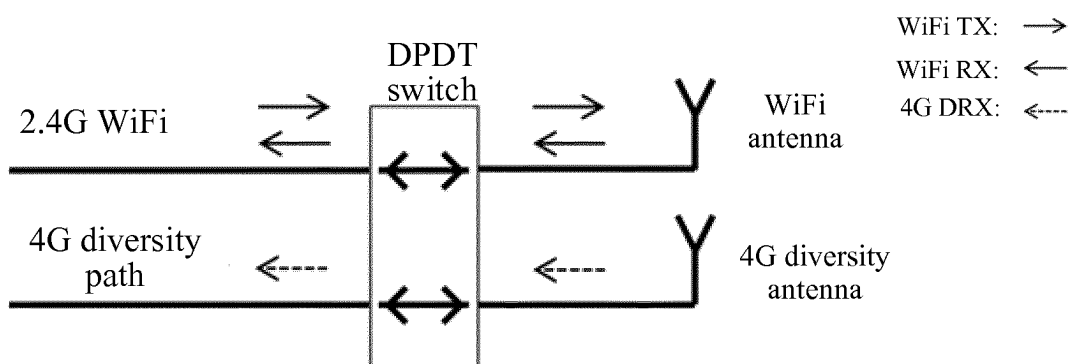 WiFi TX:
WiFi RX:
4G DRX:
DPDT
switch
2.4G WiFi
WiFi
antenna
4G diversity
path
4G diversity
antenna